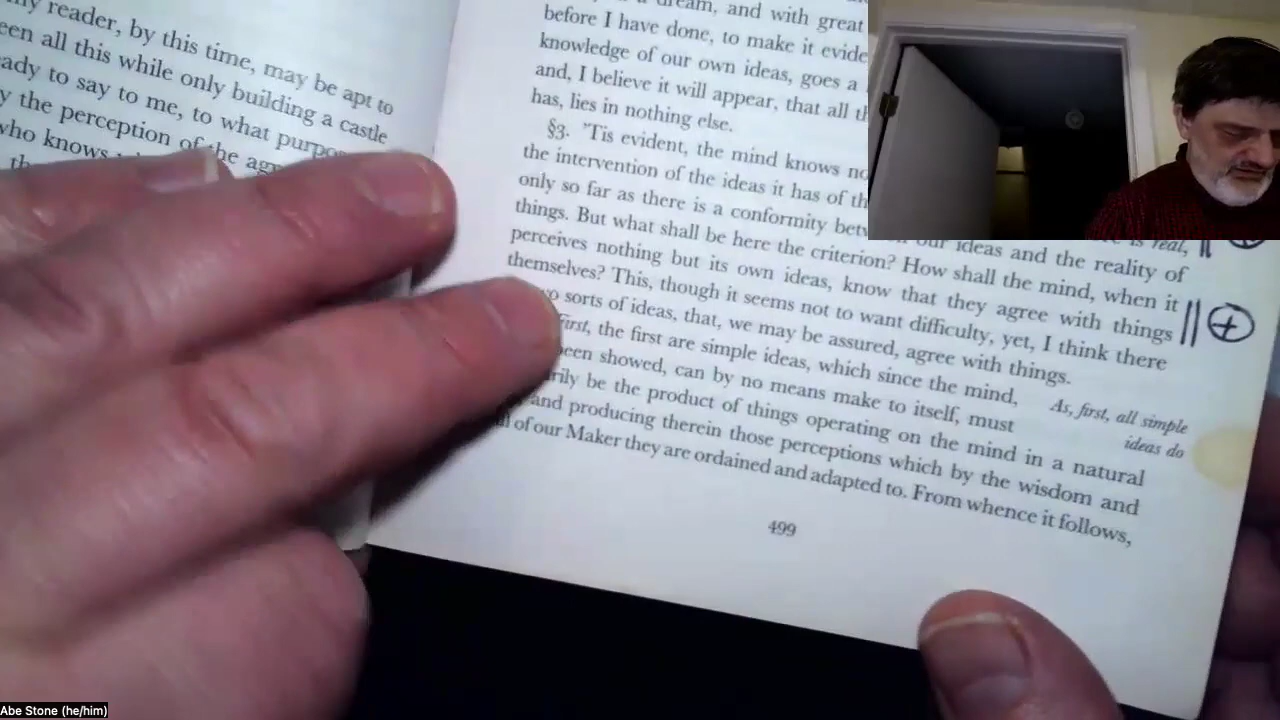 my reader, by this time, may be apt to
een all this while only building a castle
ady to say to me, to what purpo
y the perception of the agr
who knows
th
dream, and with great
before I have done, to make it evide
knowledge of our own ideas, goes a
and, I believe it will appear, that all th
has, lies in nothing else.
§3. 'Tis evident, the mind knows no
the intervention of the ideas it has of th
is real,
only so far as there is a conformity betw our ideas and the reality of
things. But what shall be here the criterion? How shall the mind, when it
perceives nothing but its own ideas, know that they agree with things
themselves? This, though it seems not to want difficulty, yet, I think there
wo sorts of ideas, that, we may be assured, agree with things.
First, the first are simple ideas, which since the mind,
been showed, can by no means make to itself, must
As, first, all simple
ideas do
rily be the product of things operating on the mind in a natural
and producing therein those perceptions which by the wisdom and
of our Maker they are ordained and adapted to. From whence it follows,
499
Abe Stone (he/him)